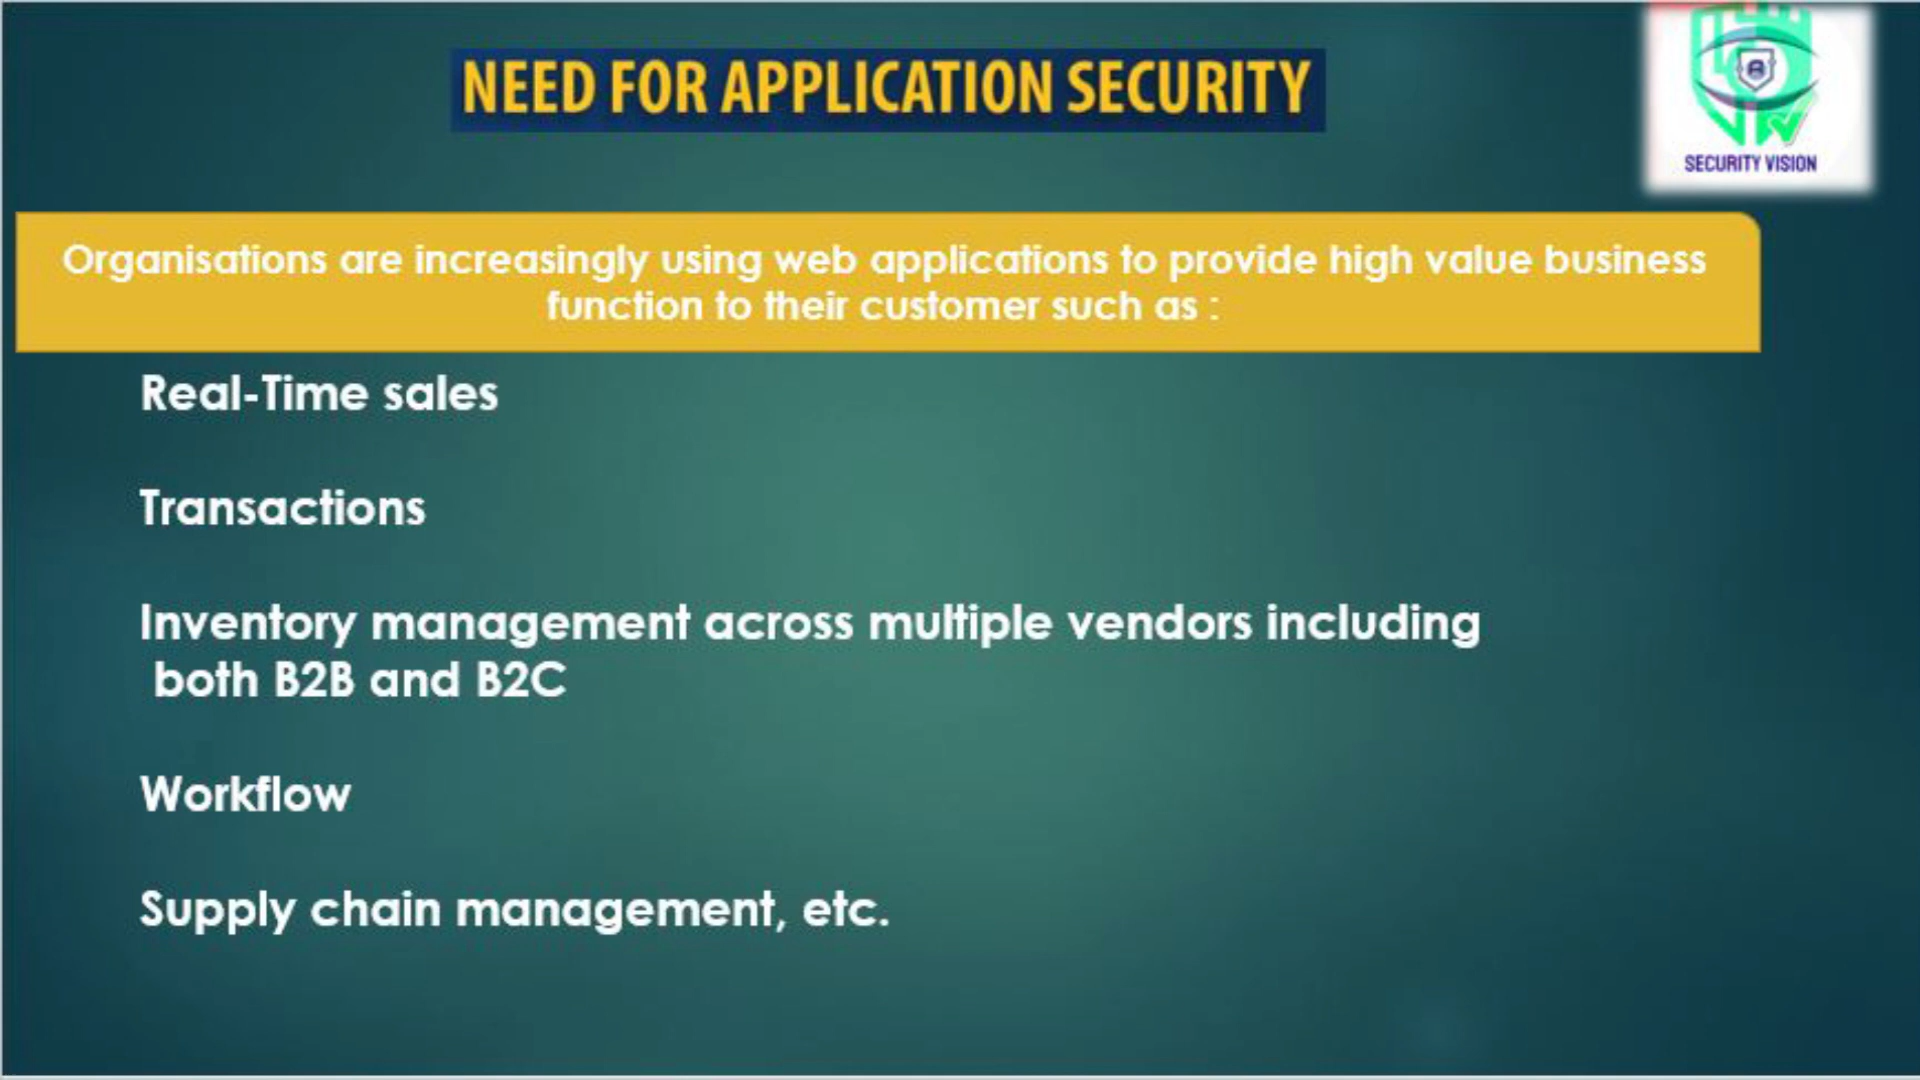 NEED FOR APPLICATION SECURITY
SECURITY VISION
Organisations are increasingly using web applications to provide high value business
function to their customer such as :
Real-Time sales
Transactions
Inventory management across multiple vendors including
both B2B and B2C
Workflow
Supply chain management, etc.